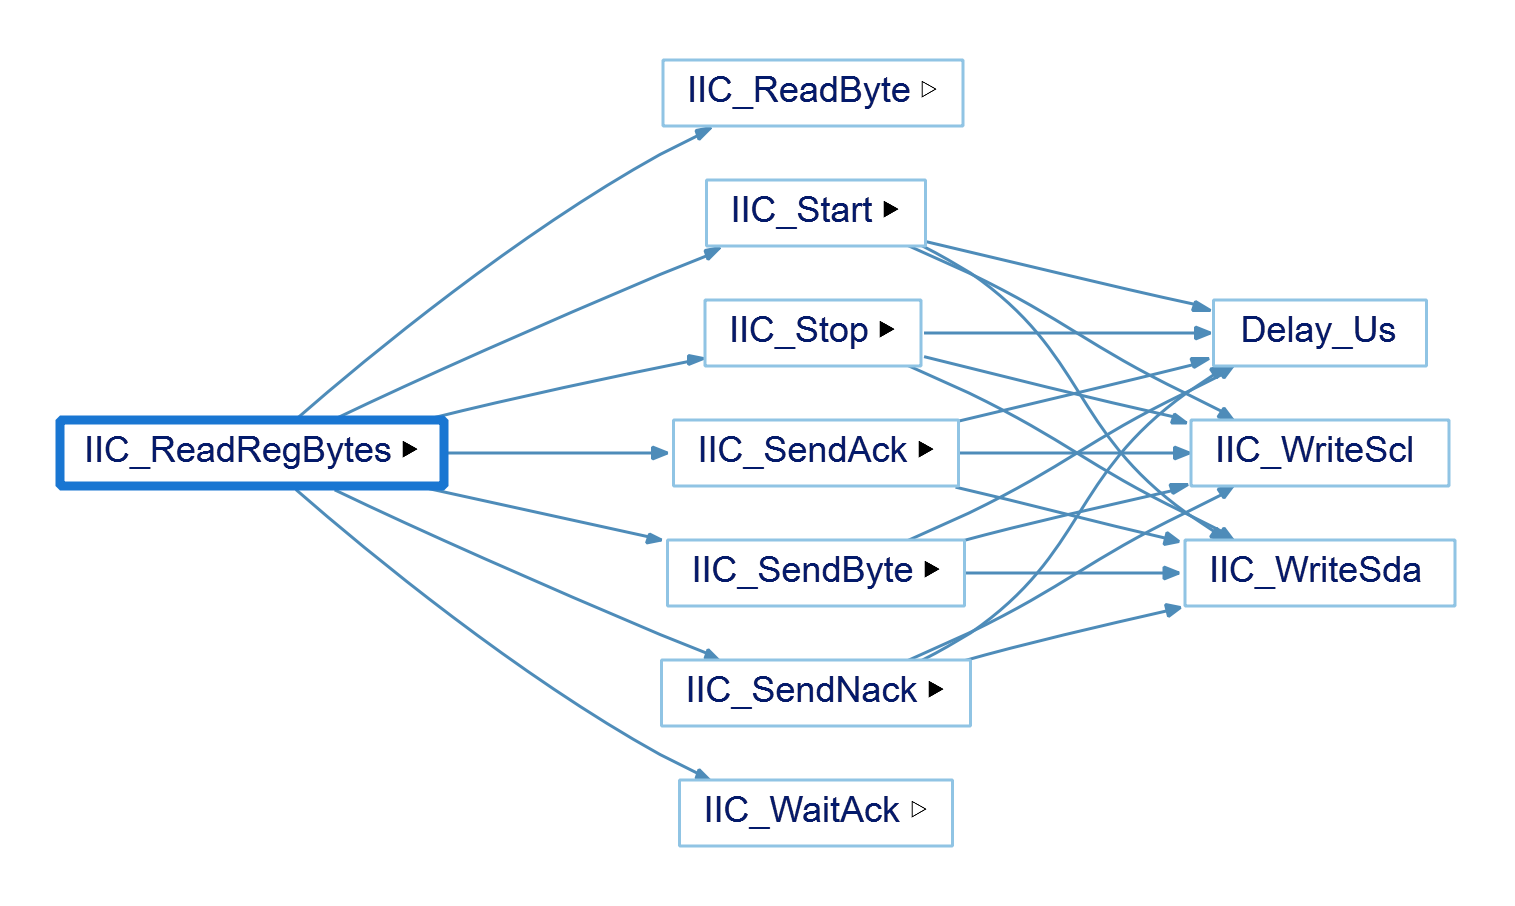 IIC_ReadByte
IIC_Start
IIC_Stop
Delay_Us
IIC_ReadRegBytes
IIC_SendAck
IIC_WriteScl
IIC_SendByte
IIC_WriteSda
IIC_SendNack
IIC_WaitAck